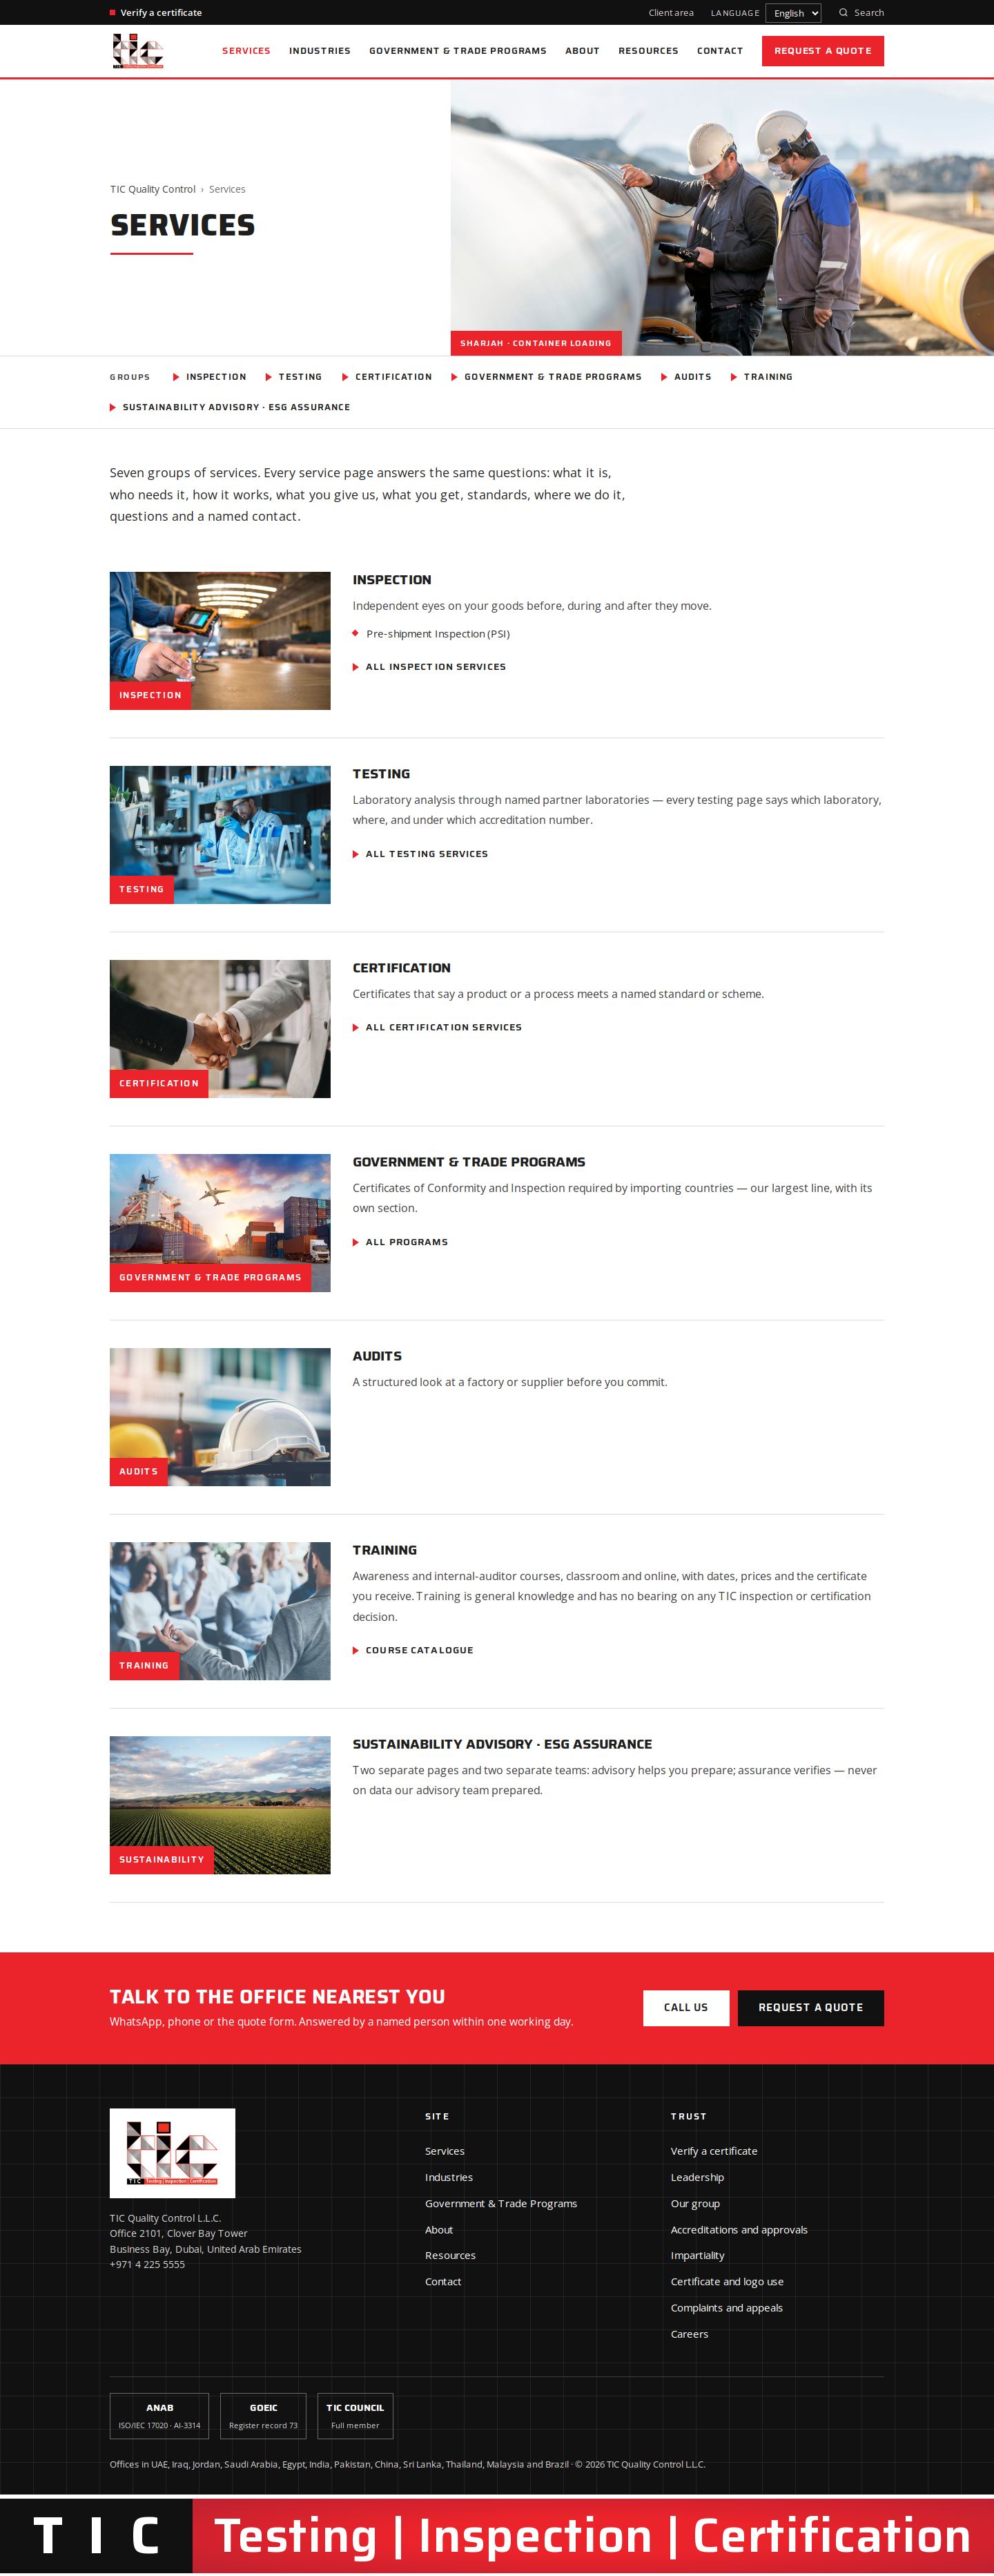 Verify a certificate
Client area LANGUAGE English Search
tic
SERVICES INDUSTRIES GOVERNMENT & TRADE PROGRAMS ABOUT RESOURCES CONTACT REQUEST A QUOTE
TIC Quality Control › Services
SERVICES
SHARJAH · CONTAINER LOADING
GROUPS INSPECTION TESTING CERTIFICATION GOVERNMENT & TRADE PROGRAMS AUDITS TRAINING
SUSTAINABILITY ADVISORY · ESG ASSURANCE
Seven groups of services. Every service page answers the same questions: what it is,
who needs it, how it works, what you give us, what you get, standards, where we do it,
questions and a named contact.
INSPECTION
INSPECTION
Independent eyes on your goods before, during and after they move.
Pre-shipment Inspection (PSI)
ALL INSPECTION SERVICES
TESTING
TESTING
Laboratory analysis through named partner laboratories — every testing page says which laboratory,
where, and under which accreditation number.
ALL TESTING SERVICES
CERTIFICATION
CERTIFICATION
Certificates that say a product or a process meets a named standard or scheme.
ALL CERTIFICATION SERVICES
GOVERNMENT & TRADE PROGRAMS
GOVERNMENT & TRADE PROGRAMS
Certificates of Conformity and Inspection required by importing countries — our largest line, with its
own section.
ALL PROGRAMS
AUDITS
AUDITS
A structured look at a factory or supplier before you commit.
TRAINING
TRAINING
Awareness and internal-auditor courses, classroom and online, with dates, prices and the certificate
you receive. Training is general knowledge and has no bearing on any TIC inspection or certification
decision.
COURSE CATALOGUE
SUSTAINABILITY
SUSTAINABILITY ADVISORY · ESG ASSURANCE
Two separate pages and two separate teams: advisory helps you prepare; assurance verifies — never
on data our advisory team prepared.
TALK TO THE OFFICE NEAREST YOU
WhatsApp, phone or the quote form. Answered by a named person within one working day.
CALL US
REQUEST A QUOTE
tic
TIC Testing | Inspection | Certification
TIC Quality Control L.L.C.
Office 2101, Clover Bay Tower
Business Bay, Dubai, United Arab Emirates
+971 4 225 5555
SITE
Services
Industries
Government & Trade Programs
About
Resources
Contact
TRUST
Verify a certificate
Leadership
Our group
Accreditations and approvals
Impartiality
Certificate and logo use
Complaints and appeals
Careers
ANAB
ISO/IEC 17020 · AI-3314
GOEIC
Register record 73
TIC COUNCIL
Full member
Offices in UAE, Iraq, Jordan, Saudi Arabia, Egypt, India, Pakistan, China, Sri Lanka, Thailand, Malaysia and Brazil · © 2026 TIC Quality Control L.L.C.
TIC Testing | Inspection | Certification